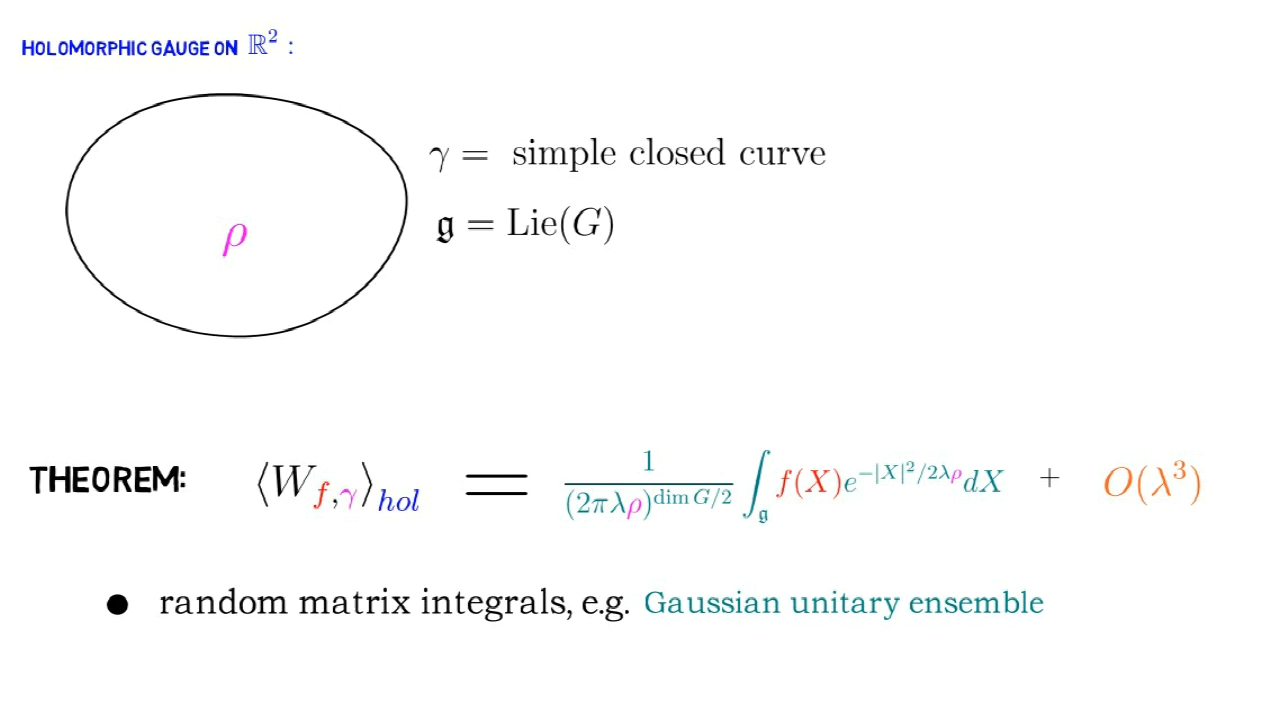 HOLOMORPHIC GAUGE ON ℝ² :
γ = simple closed curve
𝔤 = Lie(G)
ρ
THEOREM: ⟨W_{f,γ}⟩_{hol} = \frac{1}{(2πλρ)^{\dim G/2}} ∫_𝔤 f(X)e^{-|X|²/2λρ}dX + O(λ³)
● random matrix integrals, e.g. Gaussian unitary ensemble